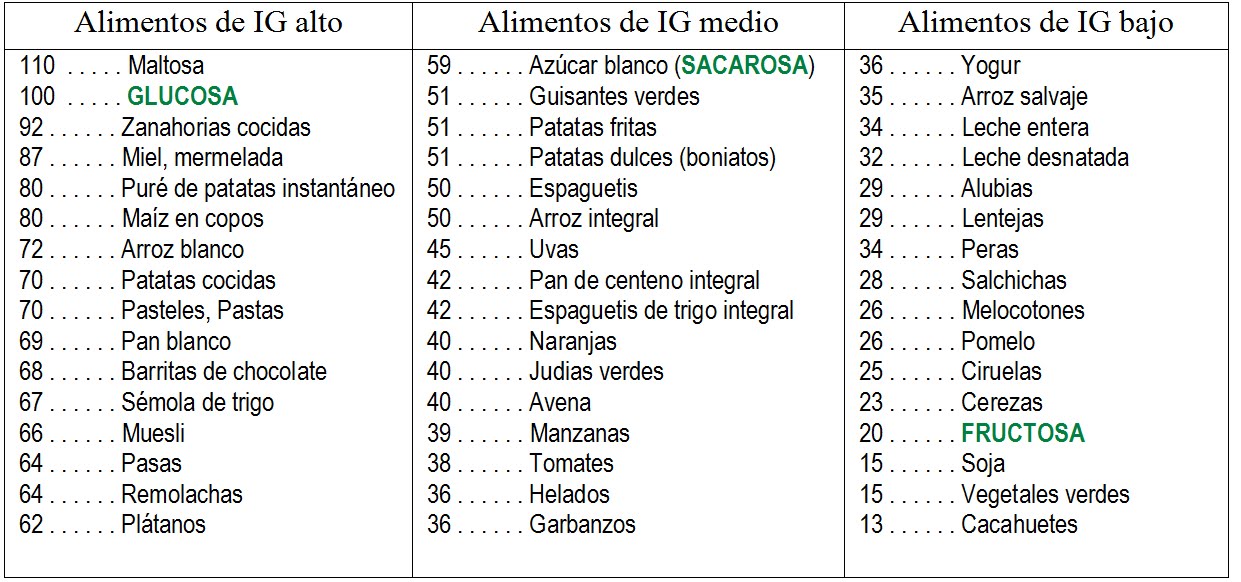 Alimentos de IG alto
110 . . . . . Maltosa
100 . . . . . GLUCOSA
92 . . . . . . Zanahorias cocidas
87 . . . . . . Miel, mermelada
80 . . . . . . Puré de patatas instantáneo
80 . . . . . . Maíz en copos
72 . . . . . . Arroz blanco
70 . . . . . . Patatas cocidas
70 . . . . . . Pasteles, Pastas
69 . . . . . . Pan blanco
68 . . . . . . Barritas de chocolate
67 . . . . . . Sémola de trigo
66 . . . . . . Muesli
64 . . . . . . Pasas
64 . . . . . . Remolachas
62 . . . . . . Plátanos
Alimentos de IG medio
59 . . . . . . Azúcar blanco (SACAROSA)
51 . . . . . . Guisantes verdes
51 . . . . . . Patatas fritas
51 . . . . . . Patatas dulces (boniatos)
50 . . . . . . Espaguetis
50 . . . . . . Arroz integral
45 . . . . . . Uvas
42 . . . . . . Pan de centeno integral
42 . . . . . . Espaguetis de trigo integral
40 . . . . . . Naranjas
40 . . . . . . Judias verdes
40 . . . . . . Avena
39 . . . . . . Manzanas
38 . . . . . . Tomates
36 . . . . . . Helados
36 . . . . . . Garbanzos
Alimentos de IG bajo
36 . . . . . . Yogur
35 . . . . . . Arroz salvaje
34 . . . . . . Leche entera
32 . . . . . . Leche desnatada
29 . . . . . . Alubias
29 . . . . . . Lentejas
34 . . . . . . Peras
28 . . . . . . Salchichas
26 . . . . . . Melocotones
26 . . . . . . Pomelo
25 . . . . . . Ciruelas
23 . . . . . . Cerezas
20 . . . . . . FRUCTOSA
15 . . . . . . Soja
15 . . . . . . Vegetales verdes
13 . . . . . . Cacahuetes